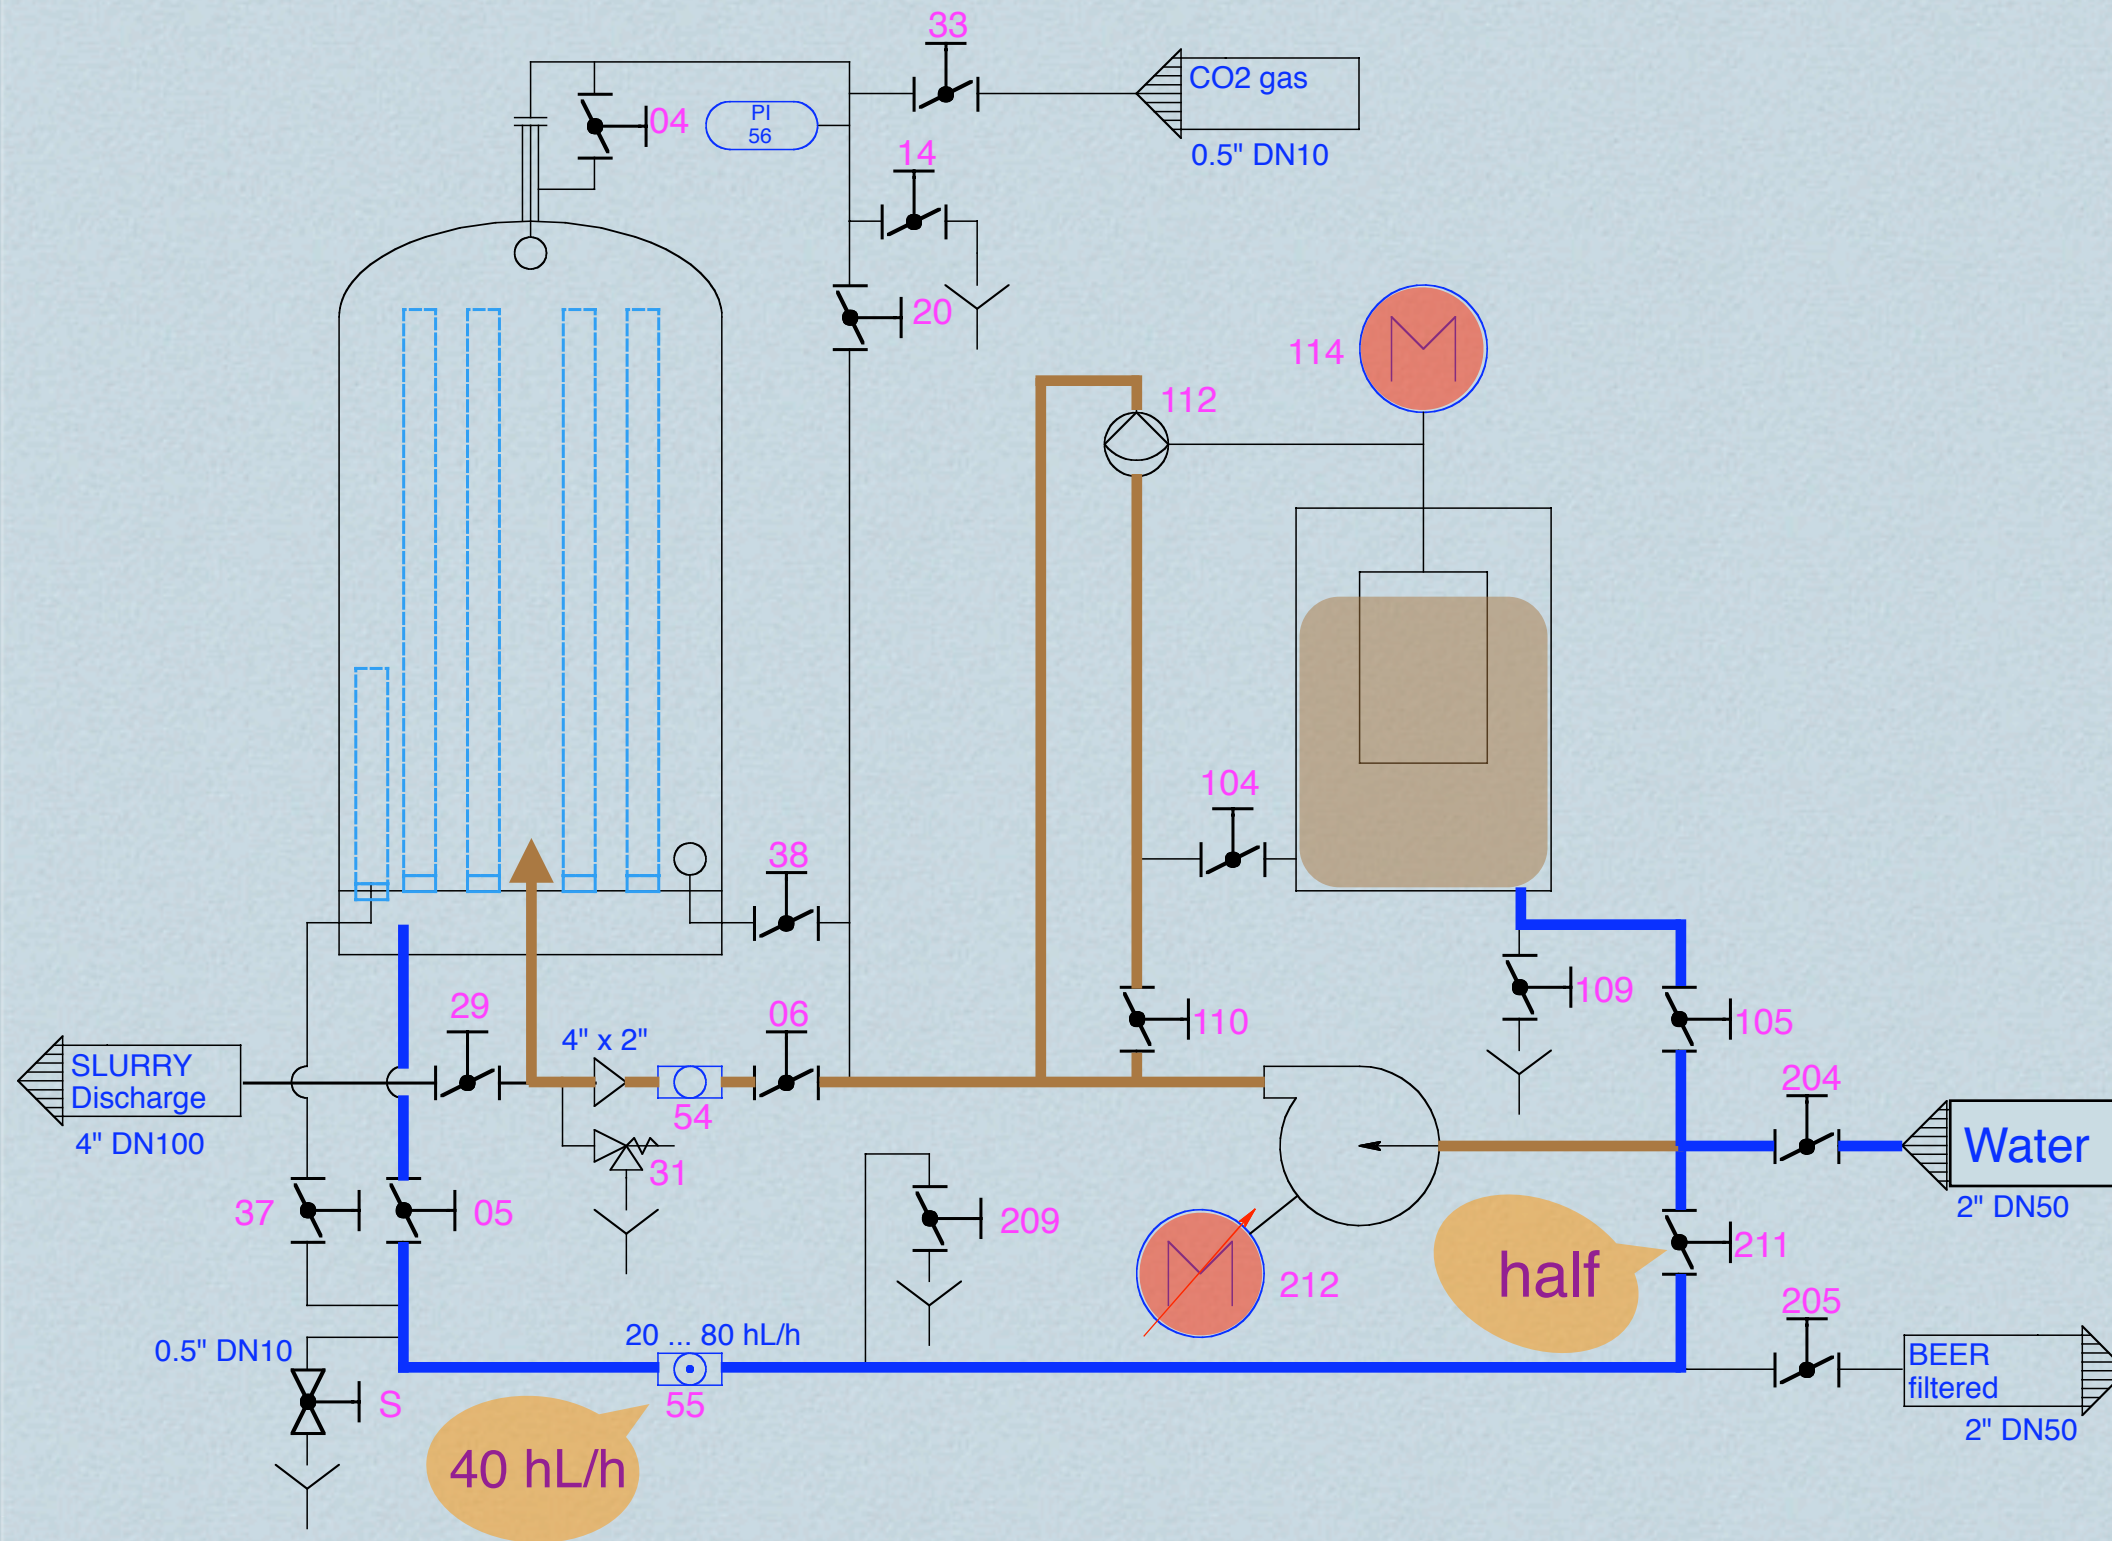 33
CO2 gas
0.5" DN10
04
PI
56
14
20
114
M
112
104
38
29
4" x 2"
06
110
109
105
SLURRY
Discharge
4" DN100
54
31
204
Water
2" DN50
37
05
209
212
M
half
211
205
0.5" DN10
20 ... 80 hL/h
BEER
filtered
2" DN50
S
55
40 hL/h